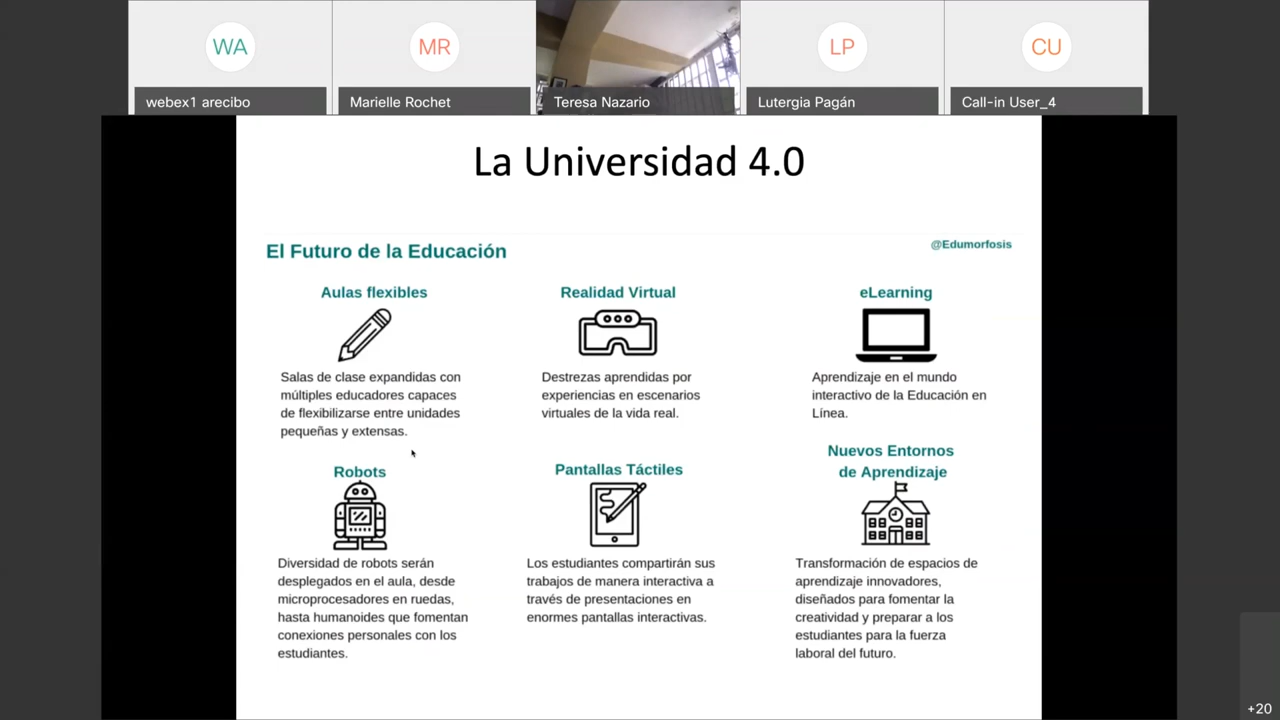 WA
MR
LP
CU
webex1 arecibo
Marielle Rochet
Teresa Nazario
Lutergia Pagán
Call-in User_4
La Universidad 4.0
El Futuro de la Educación
@Edumorfosis
Aulas flexibles
Salas de clase expandidas con
múltiples educadores capaces
de flexibilizarse entre unidades
pequeñas y extensas.
Realidad Virtual
Destrezas aprendidas por
experiencias en escenarios
virtuales de la vida real.
eLearning
Aprendizaje en el mundo
interactivo de la Educación en
Línea.
Robots
Diversidad de robots serán
desplegados en el aula, desde
microprocesadores en ruedas,
hasta humanoides que fomentan
conexiones personales con los
estudiantes.
Pantallas Táctiles
Los estudiantes compartirán sus
trabajos de manera interactiva a
través de presentaciones en
enormes pantallas interactivas.
Nuevos Entornos
de Aprendizaje
Transformación de espacios de
aprendizaje innovadores,
diseñados para fomentar la
creatividad y preparar a los
estudiantes para la fuerza
laboral del futuro.
+20